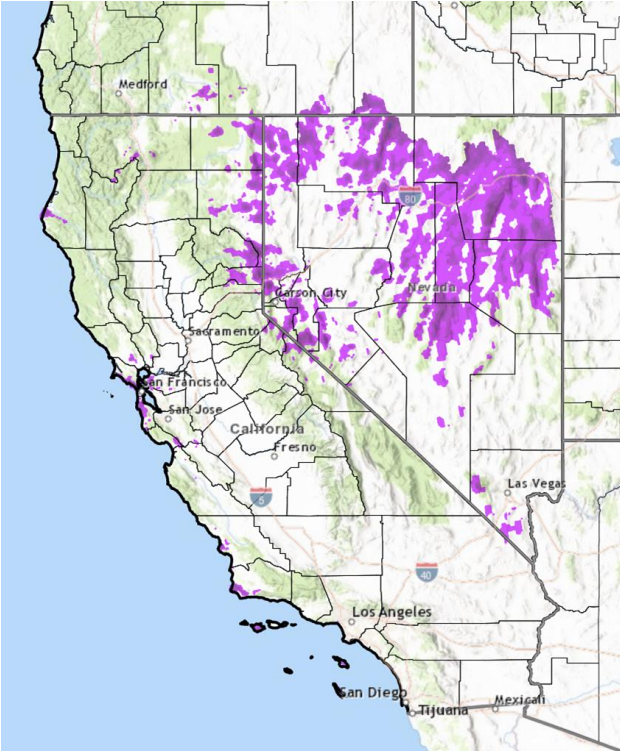 Medford
80
Carson City
Nevada
Sacramento
San Francisco
San Jose
California
Fresno
5
Las Vegas
40
Los Angeles
San Diego
Tijuana
Mexicali